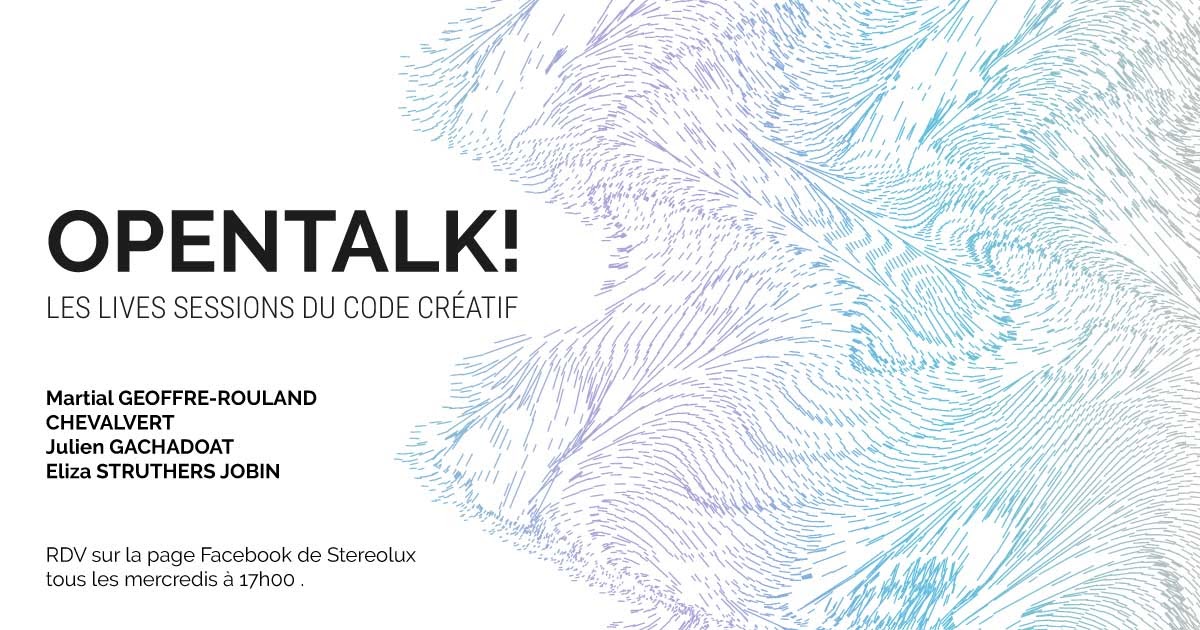 OPENTALK!
LES LIVES SESSIONS DU CODE CRÉATIF
Martial GEOFFRE-ROULAND
CHEVALVERT
Julien GACHADOAT
Eliza STRUTHERS JOBIN
RDV sur la page Facebook de Stereolux
tous les mercredis à 17h00 .